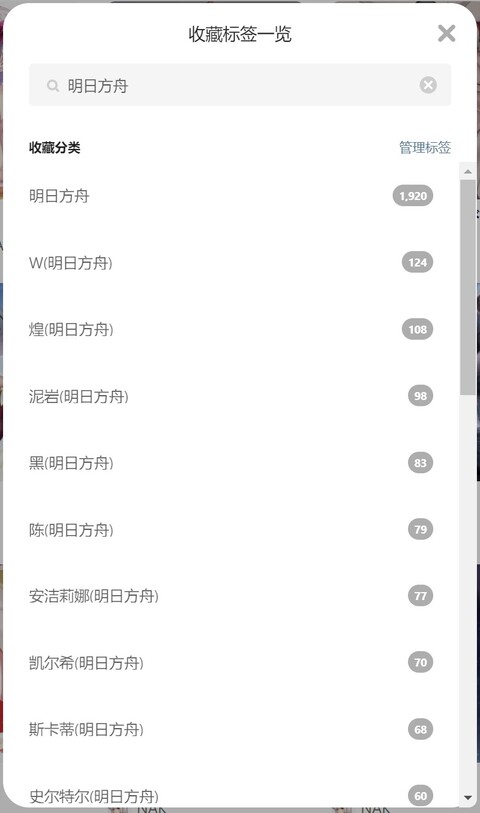 收藏标签一览
明日方舟
收藏分类 管理标签
明日方舟 1,920
W(明日方舟) 124
煌(明日方舟) 108
泥岩(明日方舟) 98
黑(明日方舟) 83
陈(明日方舟) 79
安洁莉娜(明日方舟) 77
凯尔希(明日方舟) 70
斯卡蒂(明日方舟) 68
史尔特尔(明日方舟) 60
NAK NAK